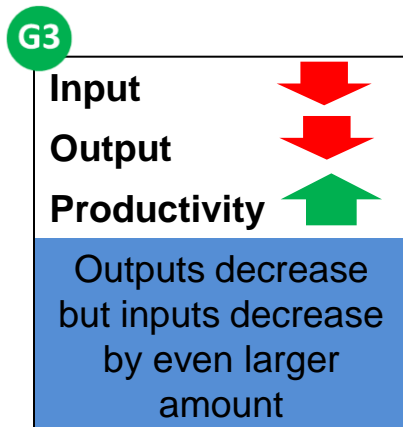 G3
Input
Output
Productivity
Outputs decrease
but inputs decrease
by even larger
amount